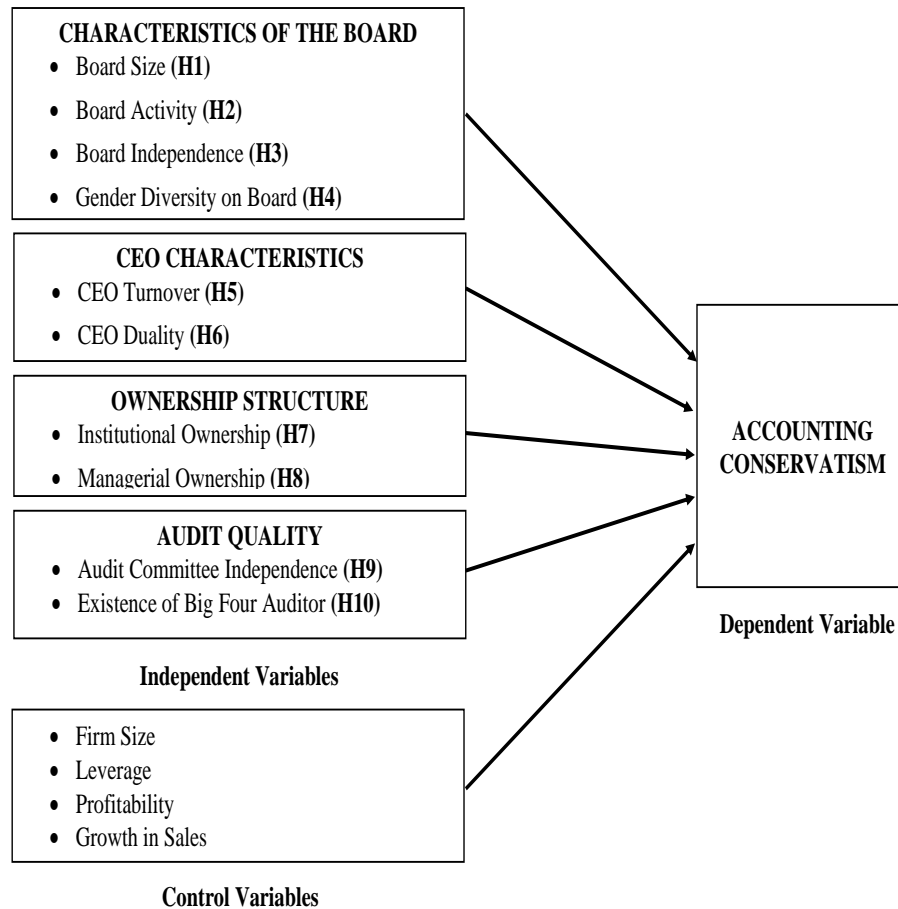 CHARACTERISTICS OF THE BOARD
• Board Size (H1)
• Board Activity (H2)
• Board Independence (H3)
• Gender Diversity on Board (H4)
CEO CHARACTERISTICS
• CEO Turnover (H5)
• CEO Duality (H6)
OWNERSHIP STRUCTURE
• Institutional Ownership (H7)
• Managerial Ownership (H8)
AUDIT QUALITY
• Audit Committee Independence (H9)
• Existence of Big Four Auditor (H10)
Independent Variables
• Firm Size
• Leverage
• Profitability
• Growth in Sales
Control Variables
ACCOUNTING
CONSERVATISM
Dependent Variable